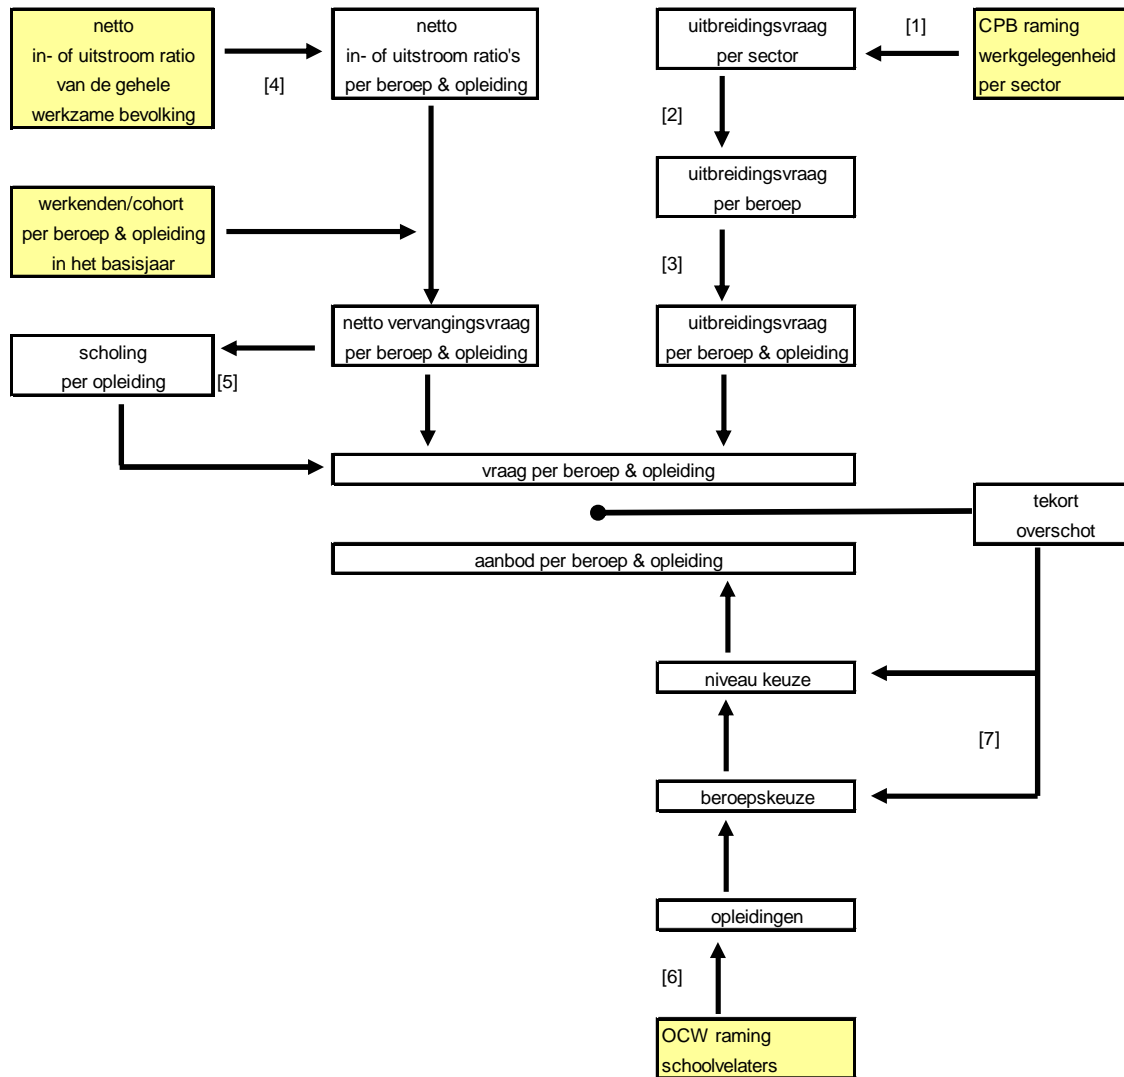 netto
in- of uitstroom ratio
van de gehele
werkzame bevolking
[4]
netto
in- of uitstroom ratio's
per beroep & opleiding
uitbreidingsvraag
per sector
[1]
CPB raming
werkgelegenheid
per sector
[2]
werkenden/cohort
per beroep & opleiding
in het basisjaar
uitbreidingsvraag
per beroep
[3]
scholing
per opleiding
[5]
netto vervangingsvraag
per beroep & opleiding
uitbreidingsvraag
per beroep & opleiding
vraag per beroep & opleiding
tekort
overschot
aanbod per beroep & opleiding
niveau keuze
[7]
beroepskeuze
opleidingen
[6]
OCW raming
schoolvelaters